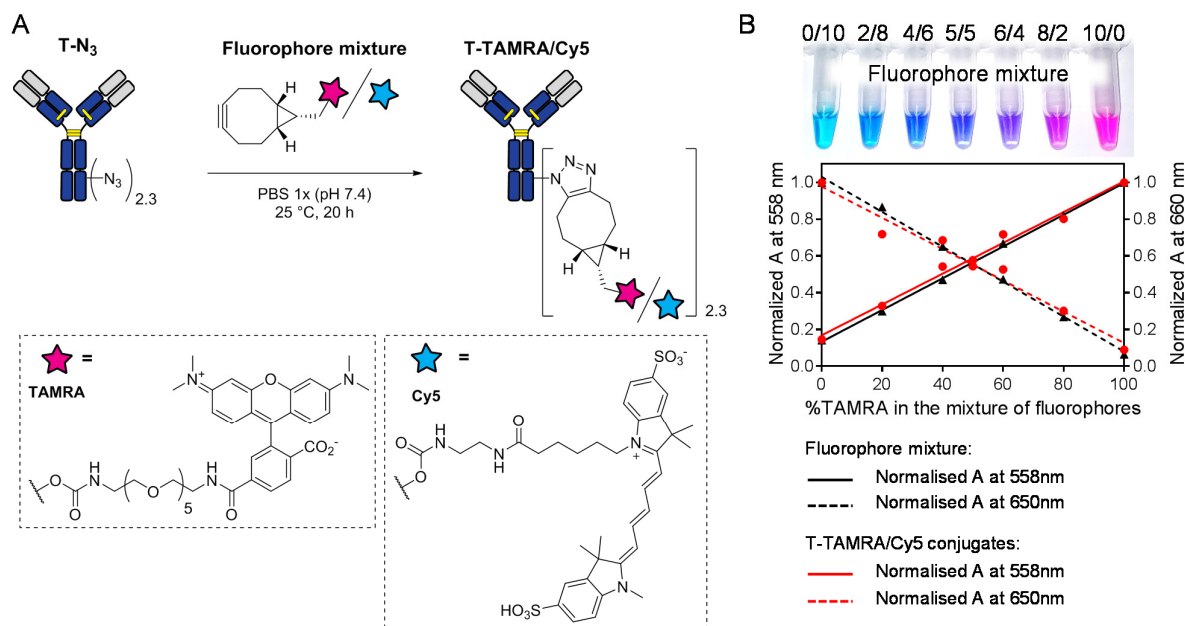 A
T-N₃
Fluorophore mixture
T-TAMRA/Cy5
H
H
N₃
2.3
PBS 1x (pH 7.4)
25 °C, 20 h
N
N
N
H
H
2.3
TAMRA
=
N⁺
O
N
CO₂⁻
O
H
N
O
O
5
H
N
O
Cy5
=
SO₃⁻
O
H
N
O
O
N
H
N
+
HO₃S
N
B
0/10 2/8 4/6 5/5 6/4 8/2 10/0
Fluorophore mixture
Normalized A at 558 nm
1.0
0.8
0.6
0.4
0.2
0.0
1.0
0.8
0.6
0.4
0.2
0.0
Normalized A at 660 nm
0 20 40 60 80 100
%TAMRA in the mixture of fluorophores
Fluorophore mixture:
Normalised A at 558nm
Normalised A at 650nm
T-TAMRA/Cy5 conjugates:
Normalised A at 558nm
Normalised A at 650nm